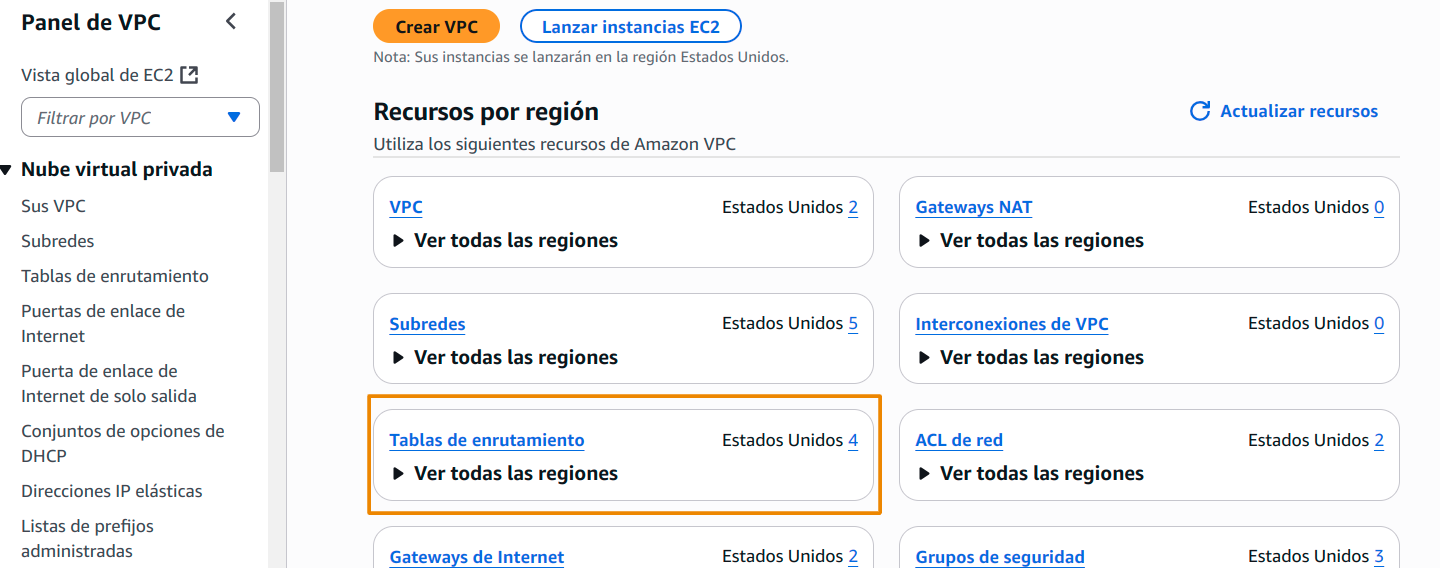 Panel de VPC
Vista global de EC2
Filtrar por VPC
Nube virtual privada
Sus VPC
Subredes
Tablas de enrutamiento
Puertas de enlace de
Internet
Puerta de enlace de
Internet de solo salida
Conjuntos de opciones de
DHCP
Direcciones IP elásticas
Listas de prefijos
administradas
Crear VPC
Lanzar instancias EC2
Nota: Sus instancias se lanzarán en la región Estados Unidos.
Recursos por región
Actualizar recursos
Utiliza los siguientes recursos de Amazon VPC
VPC Estados Unidos 2
Ver todas las regiones
Gateways NAT Estados Unidos 0
Ver todas las regiones
Subredes Estados Unidos 5
Ver todas las regiones
Interconexiones de VPC Estados Unidos 0
Ver todas las regiones
Tablas de enrutamiento Estados Unidos 4
Ver todas las regiones
ACL de red Estados Unidos 2
Ver todas las regiones
Gateways de Internet Estados Unidos 2
Grupos de seguridad Estados Unidos 3